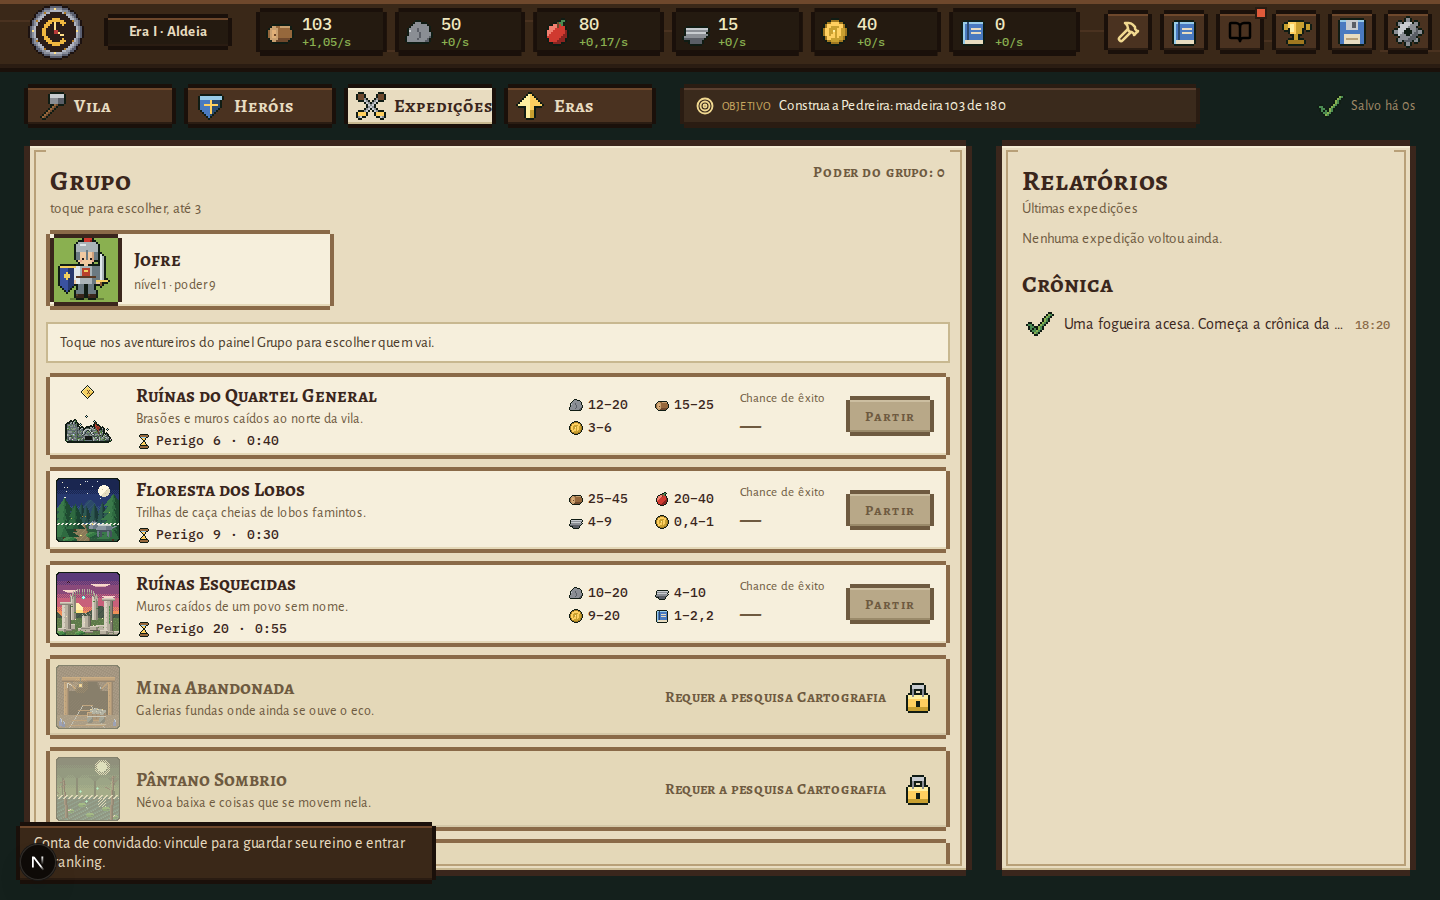 Era I · Aldeia
103
+1,05/s
50
+0/s
80
+0,17/s
15
+0/s
40
+0/s
0
+0/s
Vila
Heróis
Expedições
Eras
OBJETIVO Construa a Pedreira: madeira 103 de 180
Salvo há 0s
Grupo
Poder do grupo: 0
toque para escolher, até 3
Jofre
nível 1 · poder 9
Toque nos aventureiros do painel Grupo para escolher quem vai.
Ruínas do Quartel General
Brasões e muros caídos ao norte da vila.
Perigo 6 · 0:40
12–20 15–25
3–6
Chance de êxito
—
Partir
Floresta dos Lobos
Trilhas de caça cheias de lobos famintos.
Perigo 9 · 0:30
25–45 20–40
4–9 0,4–1
Chance de êxito
—
Partir
Ruínas Esquecidas
Muros caídos de um povo sem nome.
Perigo 20 · 0:55
10–20 4–10
9–20 1–2,2
Chance de êxito
—
Partir
Mina Abandonada
Galerias fundas onde ainda se ouve o eco.
Requer a pesquisa Cartografia
Pântano Sombrio
Névoa baixa e coisas que se movem nela.
Requer a pesquisa Cartografia
Conta de convidado: vincule para guardar seu reino e entrar
ranking.
N
Relatórios
Últimas expedições
Nenhuma expedição voltou ainda.
Crônica
Uma fogueira acesa. Começa a crônica da ... 18:20